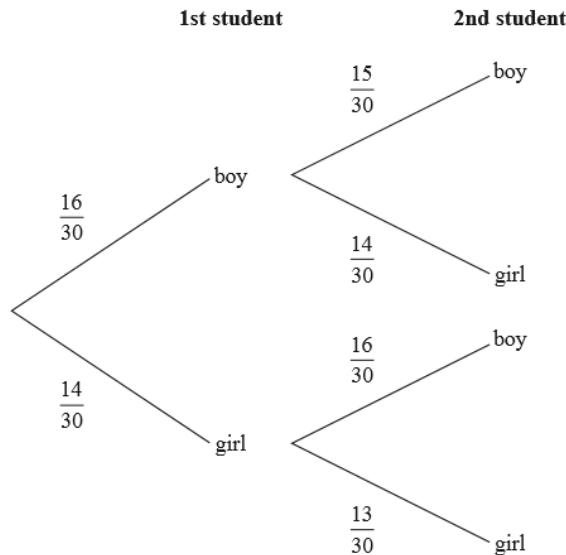 1st student 2nd student
15/30
boy
boy
16/30
14/30
girl
boy
16/30
14/30
girl
13/30
girl